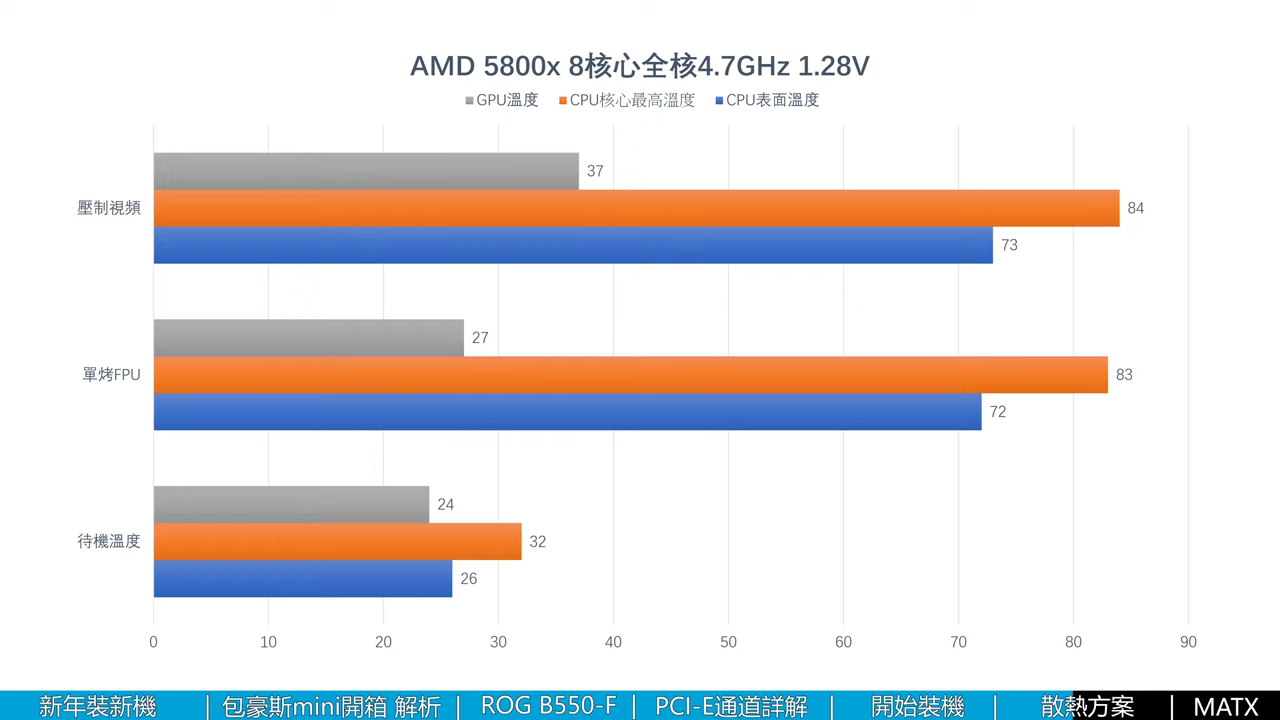 AMD 5800x 8核心全核4.7GHz 1.28V
GPU溫度 CPU核心最高溫度 CPU表面溫度
37
壓制視頻 84
73
27
單烤FPU 83
72
24
待機溫度 32
26
0 10 20 30 40 50 60 70 80 90
新年裝新機 | 包豪斯mini開箱 解析 | ROG B550-F | PCI-E通道詳解 | 開始裝機 | 散熱方案 | MATX